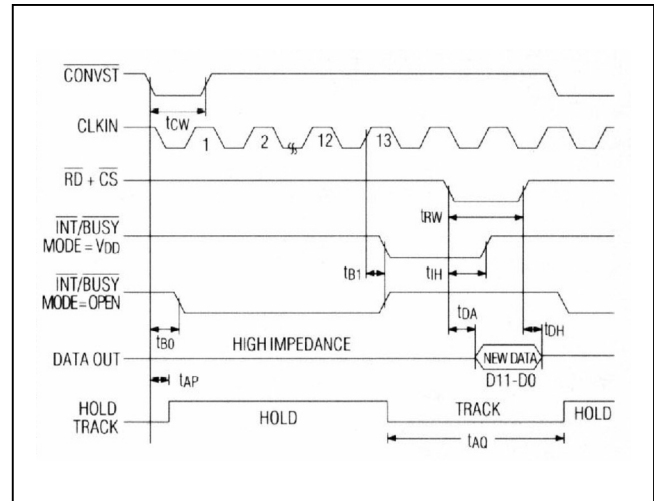 CONVST
tCW
CLKIN
1 2 12 13
RD + CS
tRW
INT/BUSY
MODE = VDD
tB1 tIH
INT/BUSY
MODE = OPEN
tDA
tB0 tDH
HIGH IMPEDANCE
DATA OUT NEW DATA
D11-D0
tAP
HOLD
TRACK HOLD TRACK HOLD
tAQ